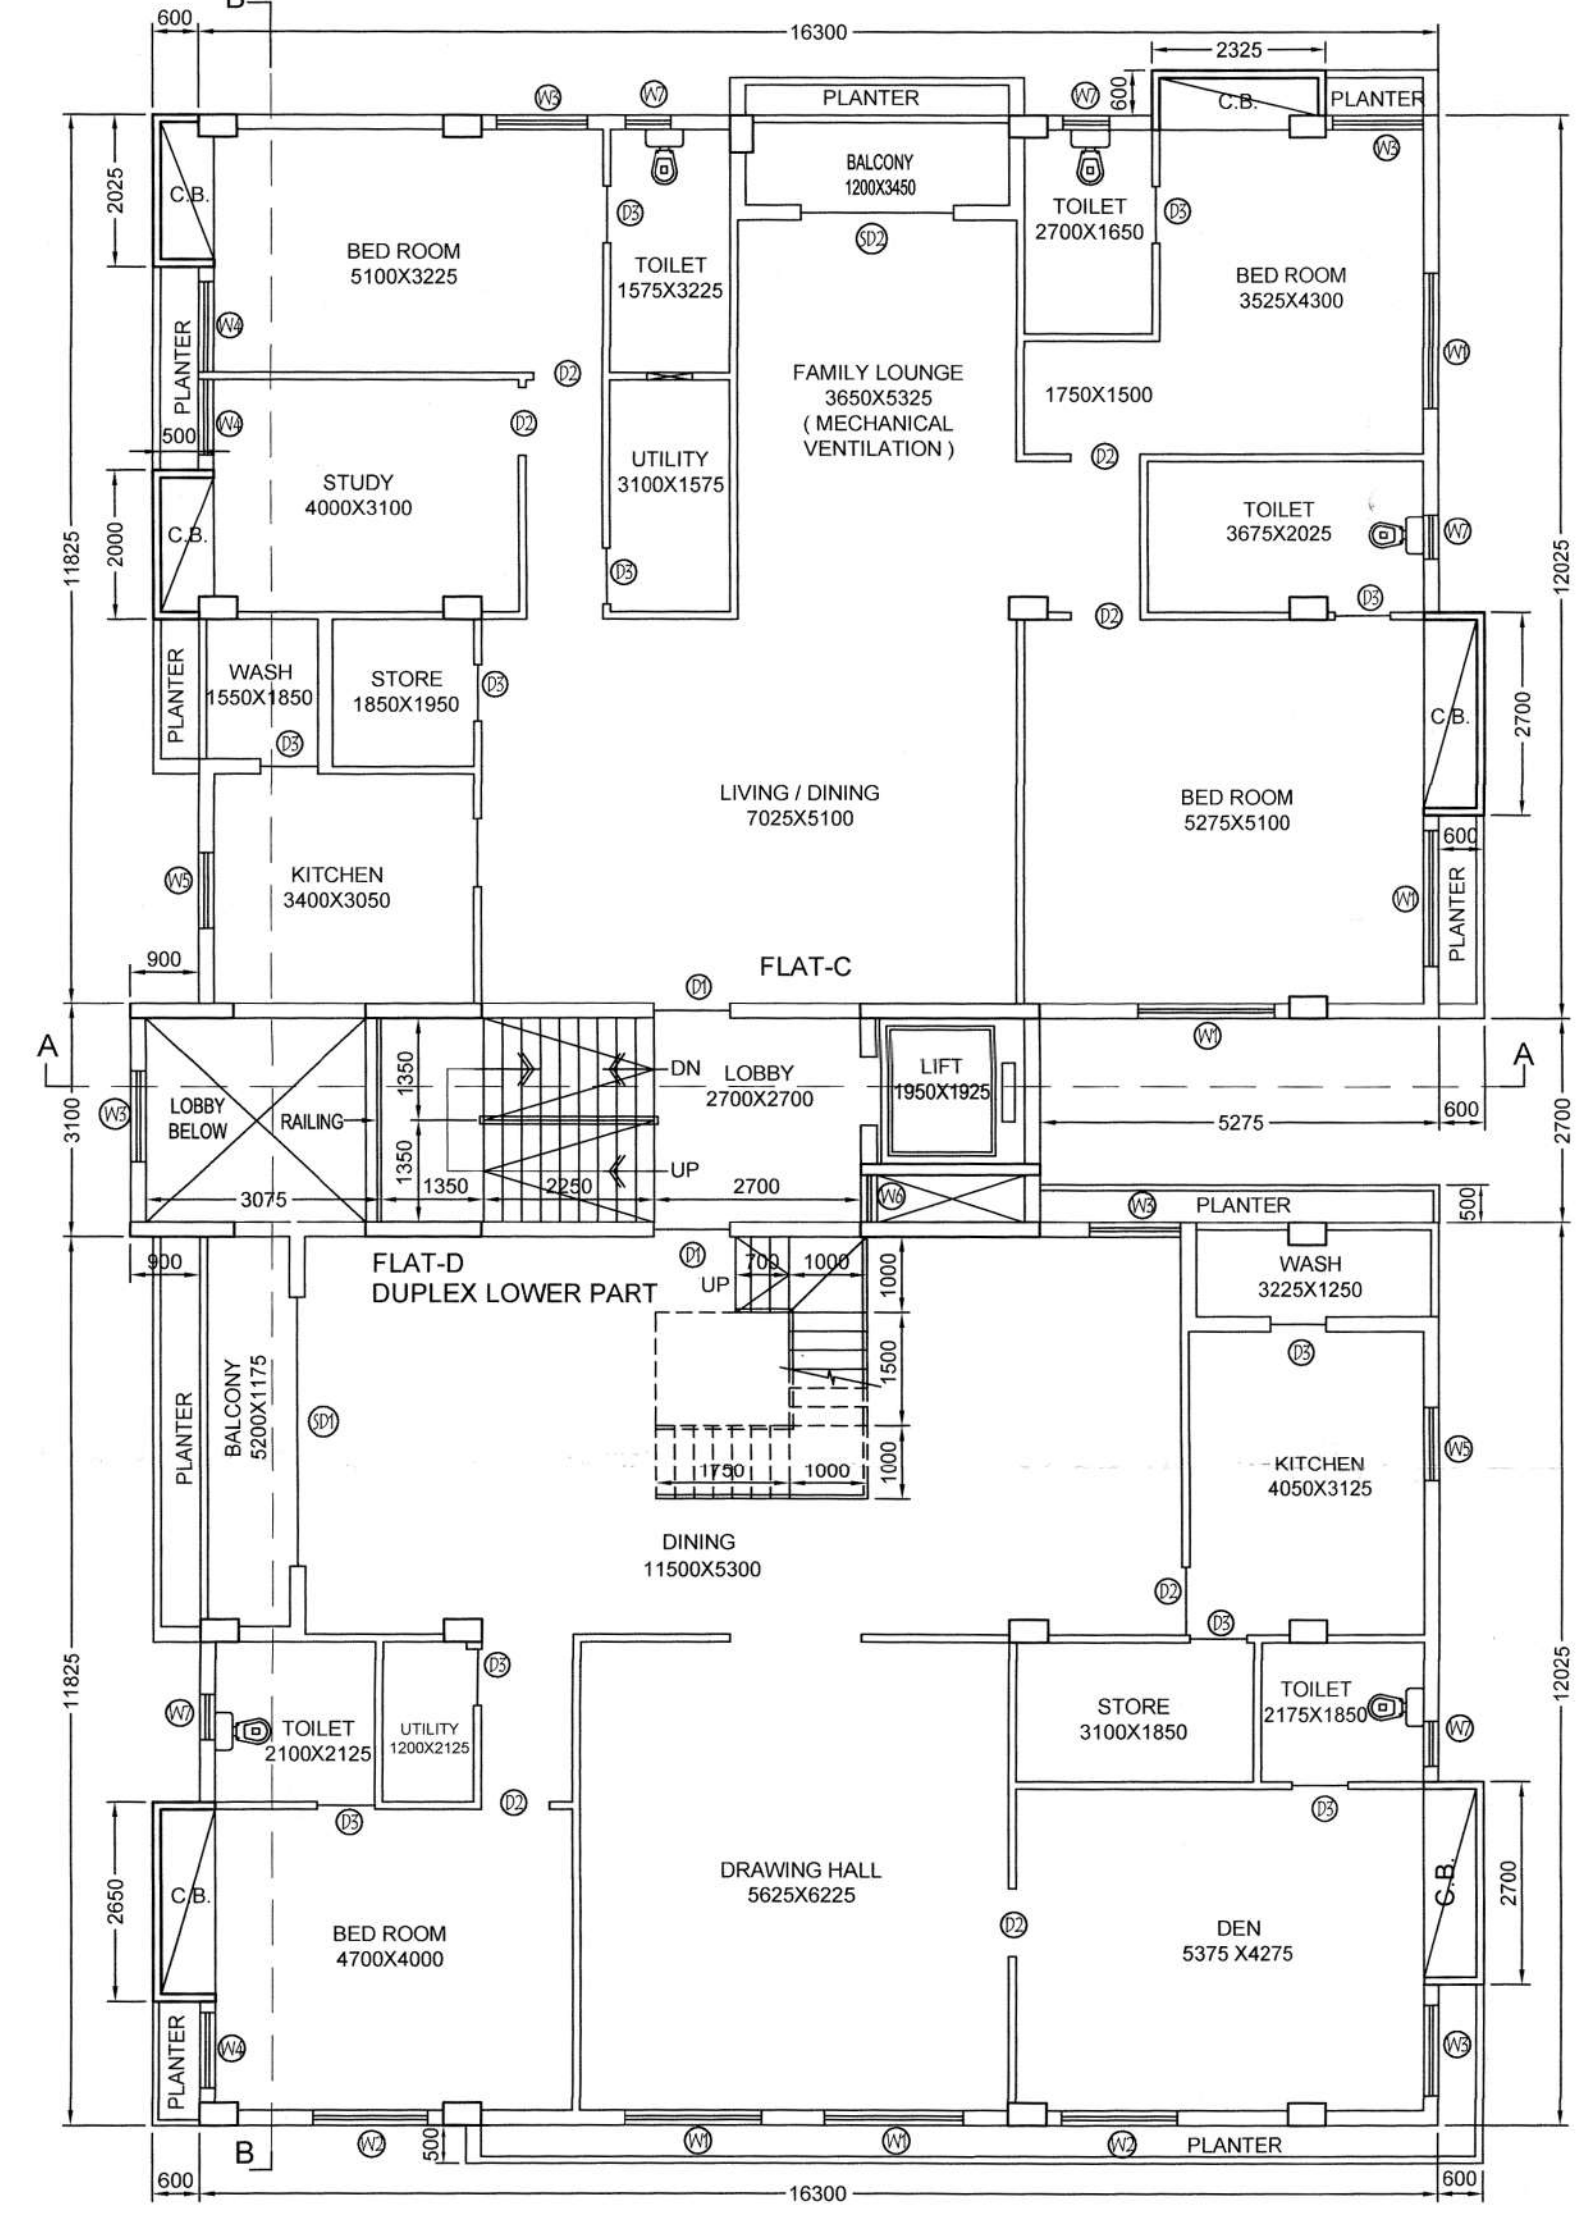 B
600
16300
2325
600
W3
W7
PLANTER
W7
C.B.
PLANTER
W3
2025
C.B.
BALCONY
1200X3450
D3
SD2
TOILET
2700X1650
D3
BED ROOM
5100X3225
TOILET
1575X3225
BED ROOM
3525X4300
PLANTER
W4
W1
D2
FAMILY LOUNGE
3650X5325
( MECHANICAL
VENTILATION )
1750X1500
W4
D2
500
D2
UTILITY
3100X1575
STUDY
4000X3100
TOILET
3675X2025
W7
11825
2000
C.B.
12025
D3
D3
D2
PLANTER
WASH
1550X1850
STORE
1850X1950
D3
C.B.
2700
D3
LIVING / DINING
7025X5100
BED ROOM
5275X5100
600
W5
KITCHEN
3400X3050
W1
PLANTER
900
FLAT-C
D1
W1
A
A
1350
DN
LOBBY
2700X2700
LIFT
1950X1925
3100
W3
LOBBY
BELOW
RAILING
5275
600
2700
1350
UP
3075
1350
2250
2700
W6
W3
PLANTER
500
900
FLAT-D
DUPLEX LOWER PART
D1
UP
700
1000
1000
WASH
3225X1250
PLANTER
BALCONY
5200X1175
SD1
1500
D3
1750
1000
1000
KITCHEN
4050X3125
W5
DINING
11500X5300
D2
D3
11825
12025
D3
W7
TOILET
2100X2125
UTILITY
1200X2125
STORE
3100X1850
TOILET
2175X1850
W7
D3
D2
D3
2650
C.B.
DRAWING HALL
5625X6225
C.B.
2700
BED ROOM
4700X4000
D2
DEN
5375 X4275
PLANTER
W4
W3
B
W2
500
W1
W1
W2
PLANTER
600
16300
600